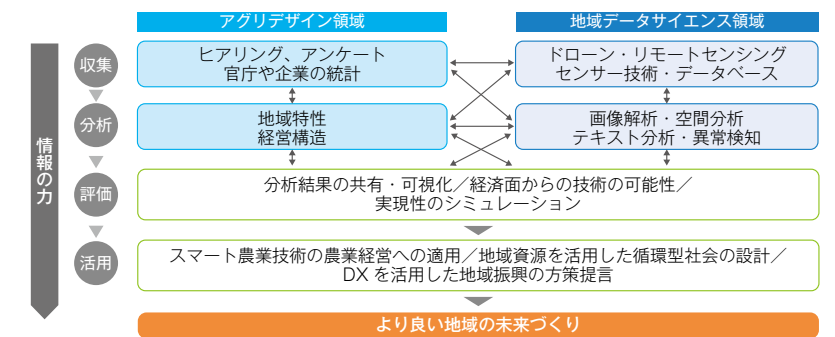 アグリデザイン領域
地域データサイエンス領域
情報の力
収集
ヒアリング、アンケート
官庁や企業の統計
ドローン・リモートセンシング
センサー技術・データベース
分析
地域特性
経営構造
画像解析・空間分析
テキスト分析・異常検知
評価
分析結果の共有・可視化／経済面からの技術の可能性／
実現性のシミュレーション
活用
スマート農業技術の農業経営への適用／地域資源を活用した循環型社会の設計／
DX を活用した地域振興の方策提言
より良い地域の未来づくり